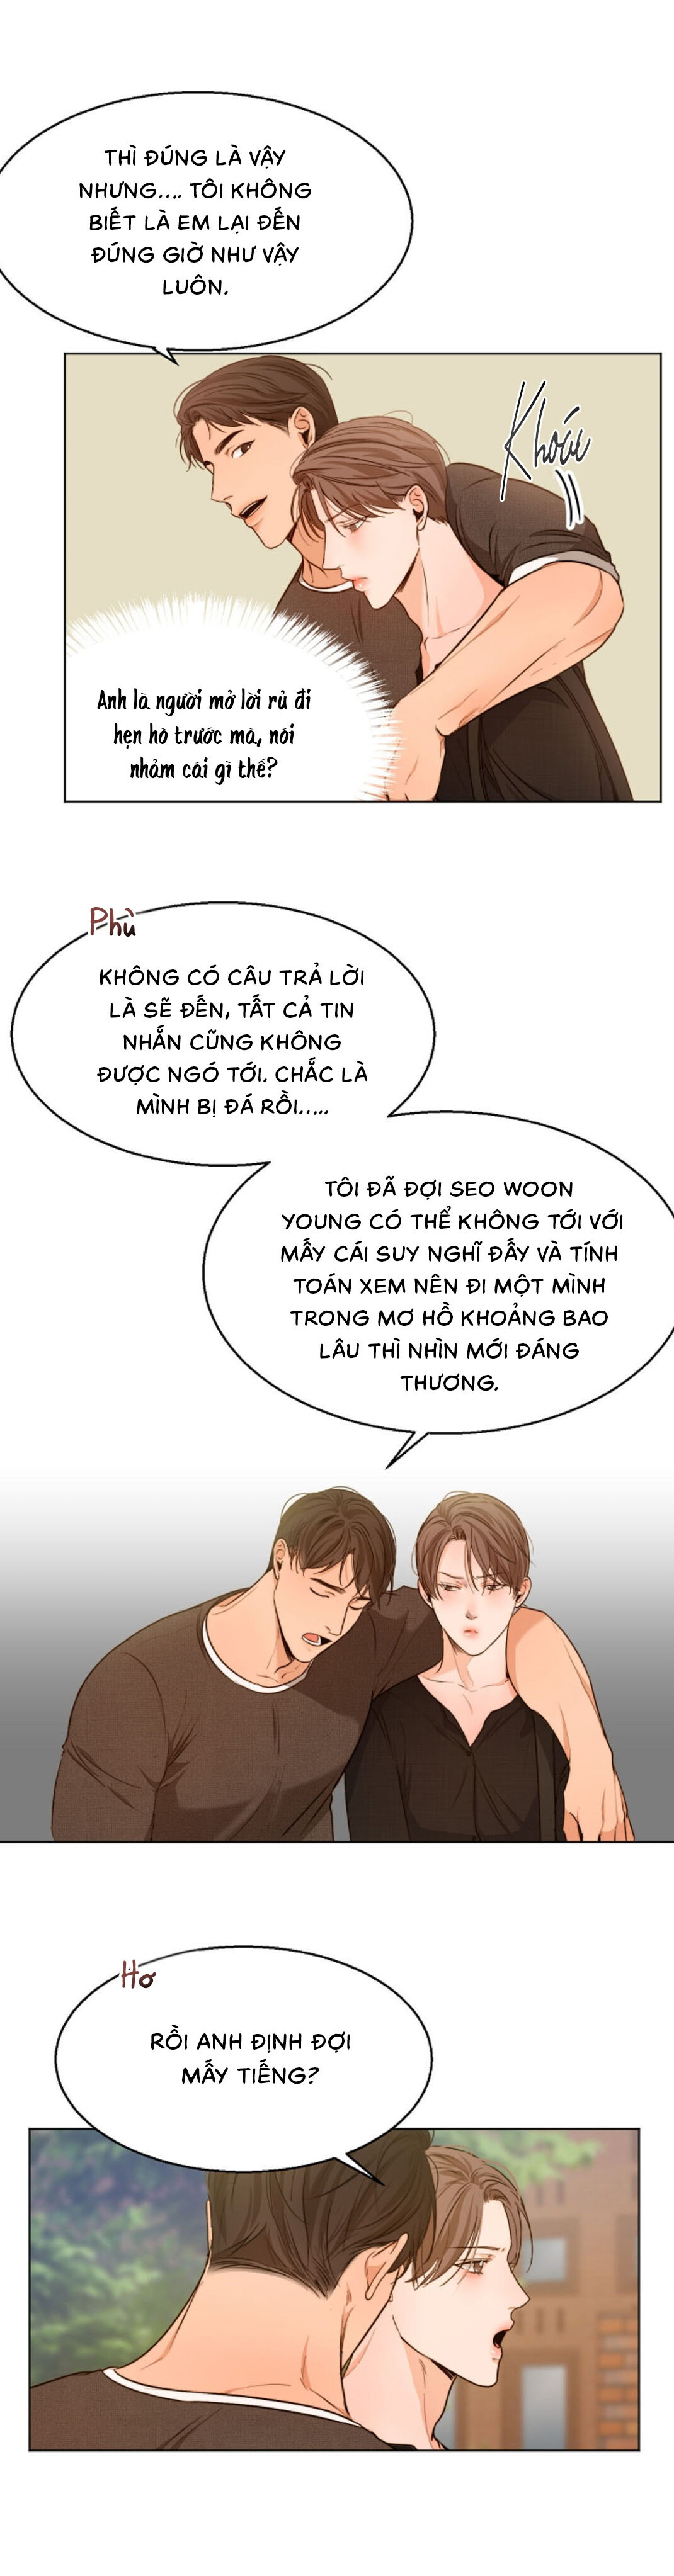 THÌ ĐÚNG LÀ VẬY
NHƯNG.... TÔI KHÔNG
BIẾT LÀ EM LẠI ĐẾN
ĐÚNG GIỜ NHƯ VẬY
LUÔN.
Khoác
Anh là người mở lời rủ đi
hẹn hò trước mà, nói
nhảm cái gì thế?
Phù
KHÔNG CÓ CÂU TRẢ LỜI
LÀ SẼ ĐẾN, TẤT CẢ TIN
NHẮN CŨNG KHÔNG
ĐƯỢC NGÓ TỚI. CHẮC LÀ
MÌNH BỊ ĐÁ RỒI.....
TÔI ĐÃ ĐỢI SEO WOON
YOUNG CÓ THỂ KHÔNG TỚI VỚI
MẤY CÁI SUY NGHĨ ĐẤY VÀ TÍNH
TOÁN XEM NÊN ĐI MỘT MÌNH
TRONG MƠ HỒ KHOẢNG BAO
LÂU THÌ NHÌN MỚI ĐÁNG
THƯƠNG.
Hơ
RỒI ANH ĐỊNH ĐỢI
MẤY TIẾNG?